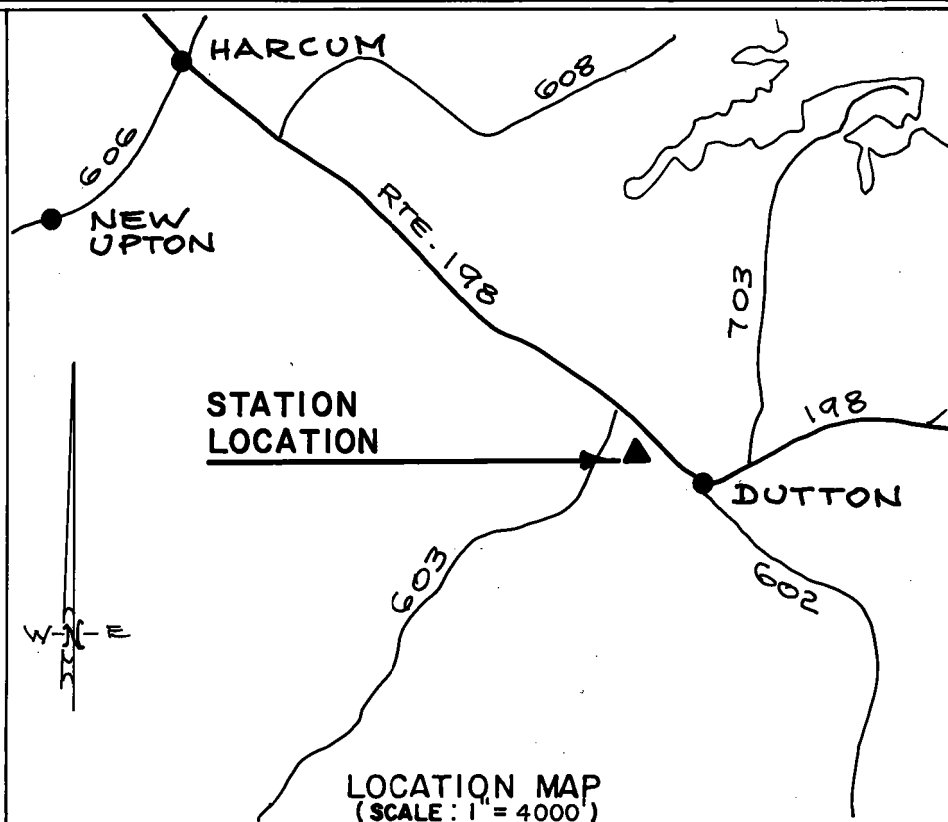 HARCUM
608
606
NEW
UPTON
RTE. 198
703
STATION
LOCATION
198
DUTTON
603
602
W-N-E
LOCATION MAP
(SCALE: 1" = 4000')